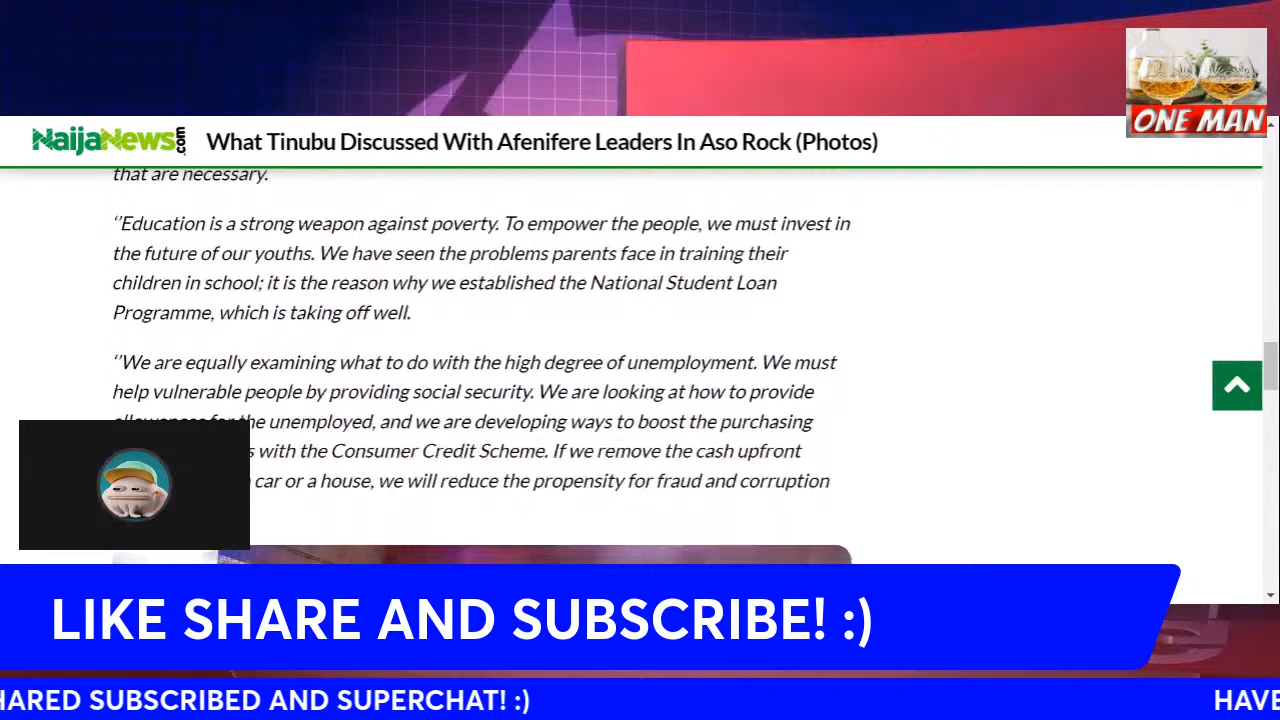 NaijaNews.com
What Tinubu Discussed With Afenifere Leaders In Aso Rock (Photos)
ONE MAN
that are necessary.
‘’Education is a strong weapon against poverty. To empower the people, we must invest in
the future of our youths. We have seen the problems parents face in training their
children in school; it is the reason why we established the National Student Loan
Programme, which is taking off well.
‘’We are equally examining what to do with the high degree of unemployment. We must
help vulnerable people by providing social security. We are looking at how to provide
the unemployed, and we are developing ways to boost the purchasing
with the Consumer Credit Scheme. If we remove the cash upfront
car or a house, we will reduce the propensity for fraud and corruption
LIKE SHARE AND SUBSCRIBE! :)
HARED SUBSCRIBED AND SUPERCHAT! :)
HAVE